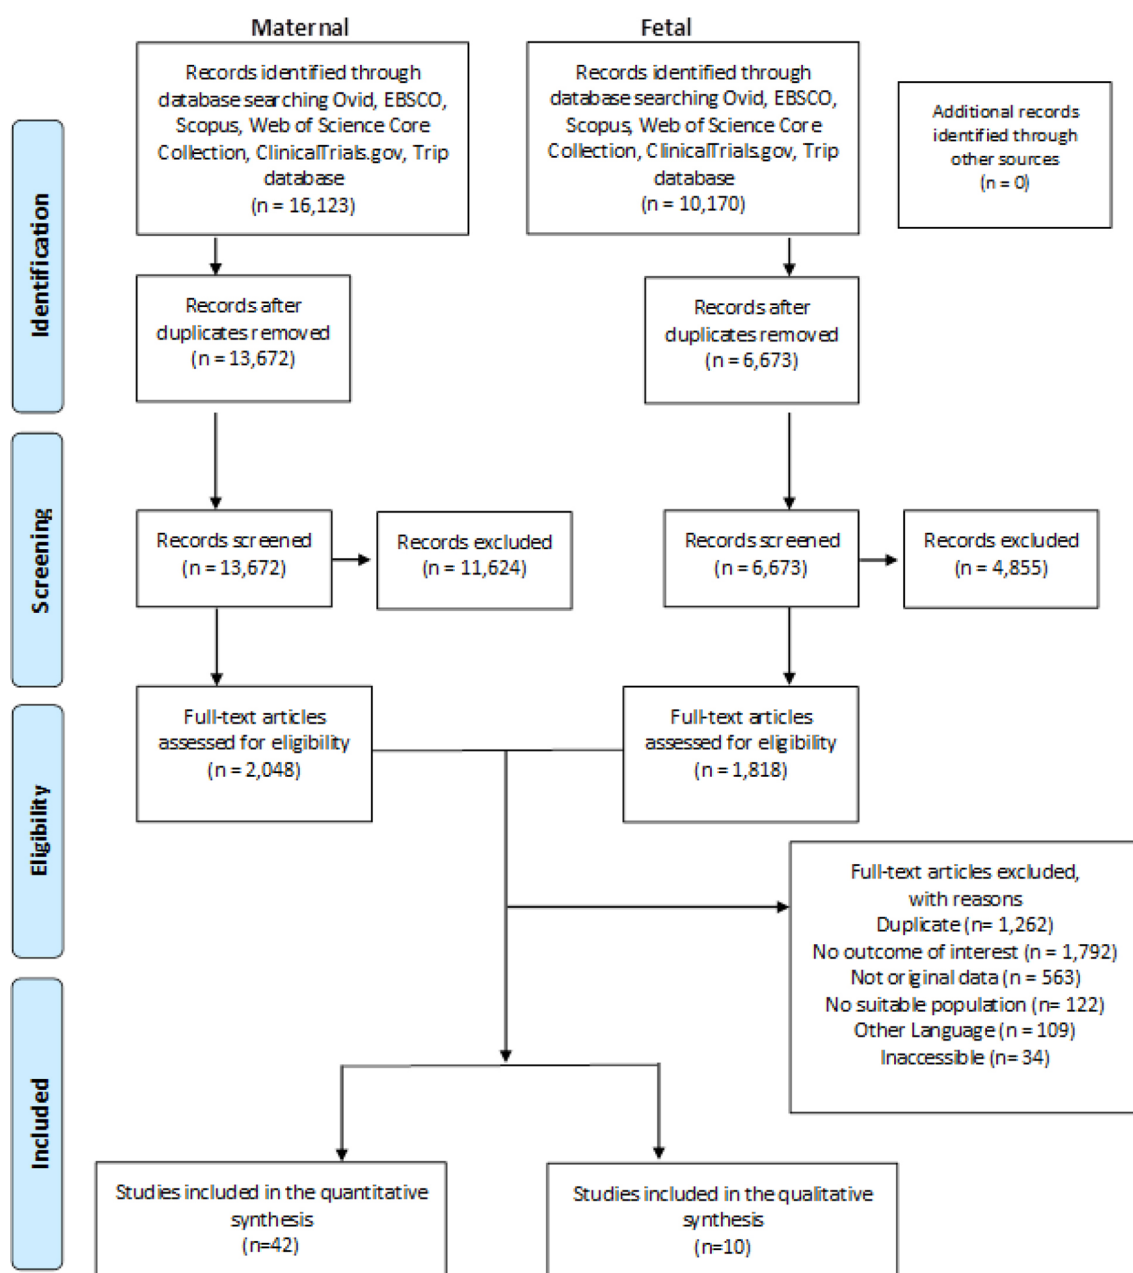 Maternal
Fetal
Records identified through
database searching Ovid, EBSCO,
Scopus, Web of Science Core
Collection, ClinicalTrials.gov, Trip
database
(n = 16,123)
Records identified through
database searching Ovid, EBSCO,
Scopus, Web of Science Core
Collection, ClinicalTrials.gov, Trip
database
(n = 10,170)
Additional records
identified through
other sources
(n = 0)
Identification
Records after
duplicates removed
(n = 13,672)
Records after
duplicates removed
(n = 6,673)
Screening
Records screened
(n = 13,672)
Records excluded
(n = 11,624)
Records screened
(n = 6,673)
Records excluded
(n = 4,855)
Eligibility
Full-text articles
assessed for eligibility
(n = 2,048)
Full-text articles
assessed for eligibility
(n = 1,818)
Full-text articles excluded,
with reasons
Duplicate (n= 1,262)
No outcome of interest (n = 1,792)
Not original data (n = 563)
No suitable population (n= 122)
Other Language (n = 109)
Inaccessible (n= 34)
Included
Studies included in the quantitative
synthesis
(n=42)
Studies included in the qualitative
synthesis
(n=10)